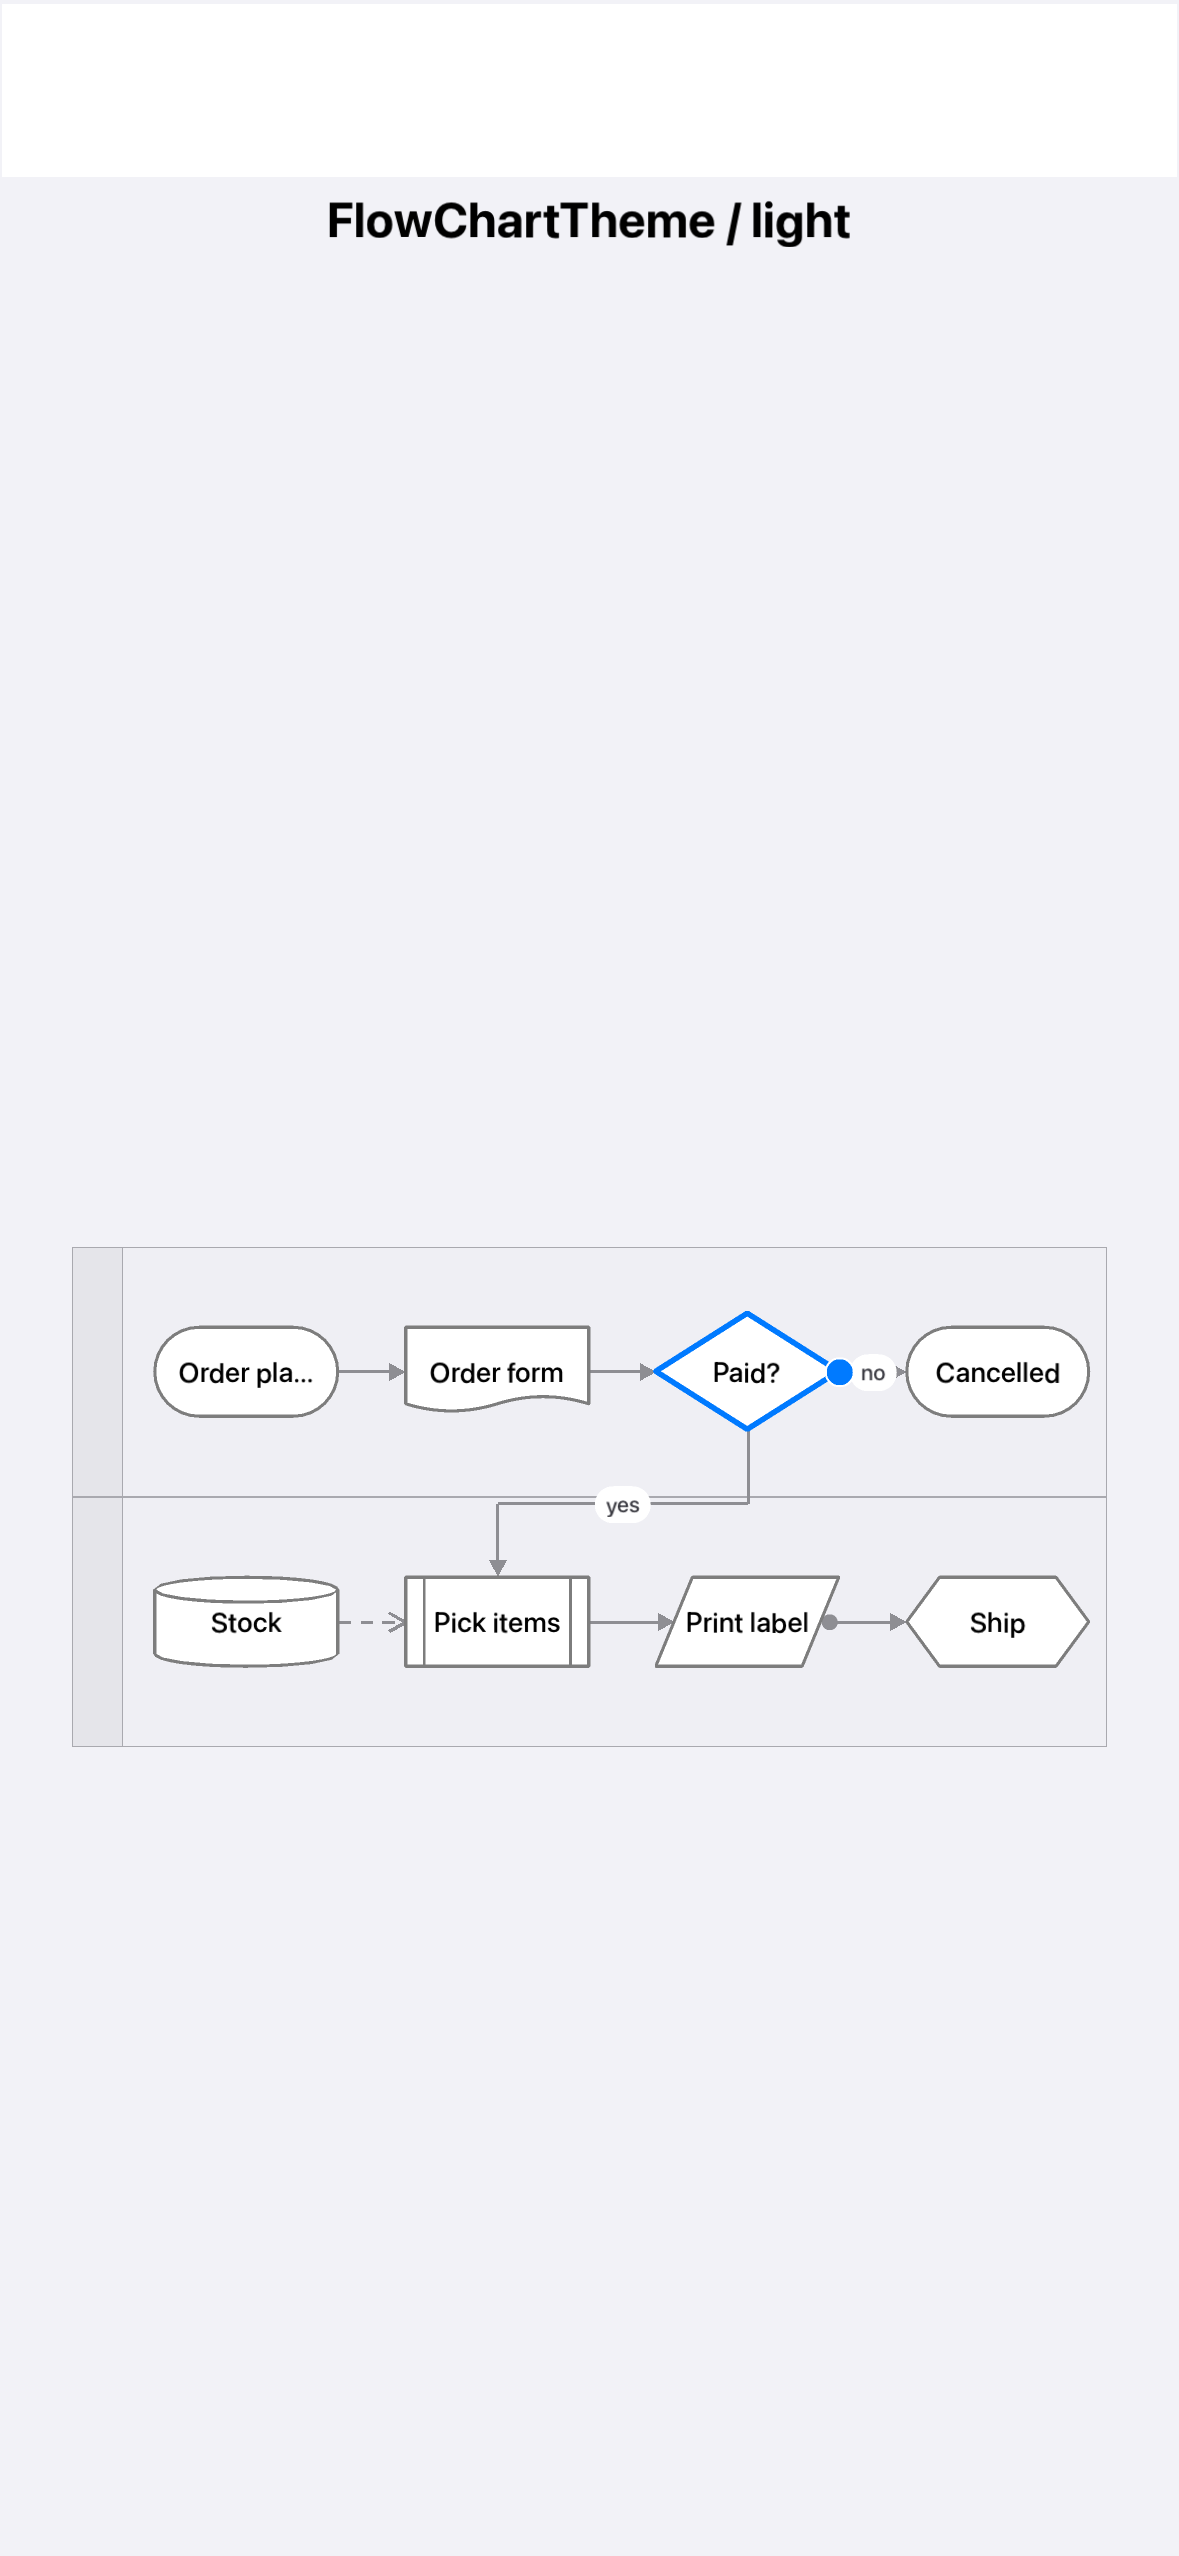 FlowChartTheme / light
Order pla...
Order form
Paid?
no
Cancelled
yes
Stock
Pick items
Print label
Ship